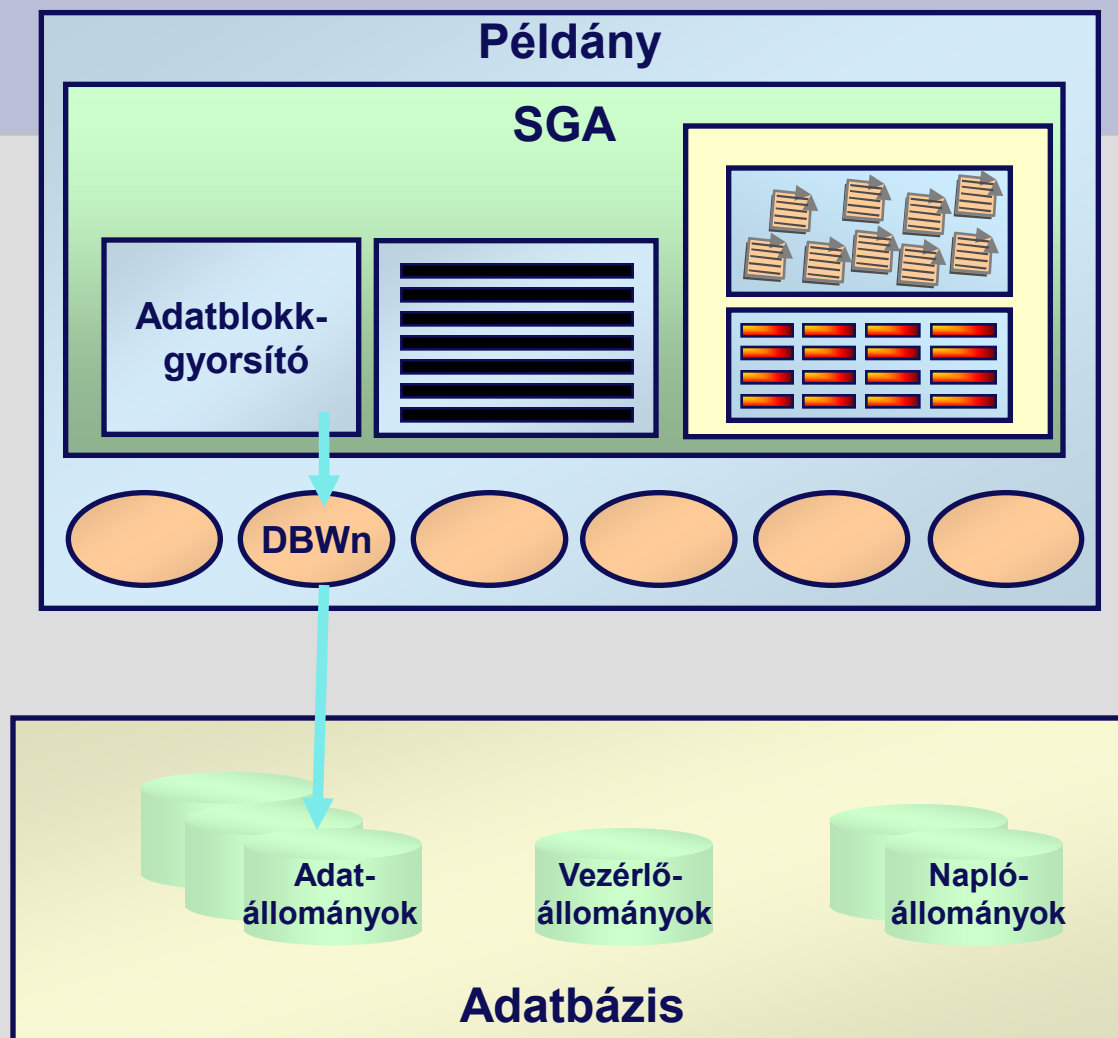 Példány
SGA
Adatblokk-
gyorsító
DBWn
Adat-
állományok
Vezérlő-
állományok
Napló-
állományok
Adatbázis